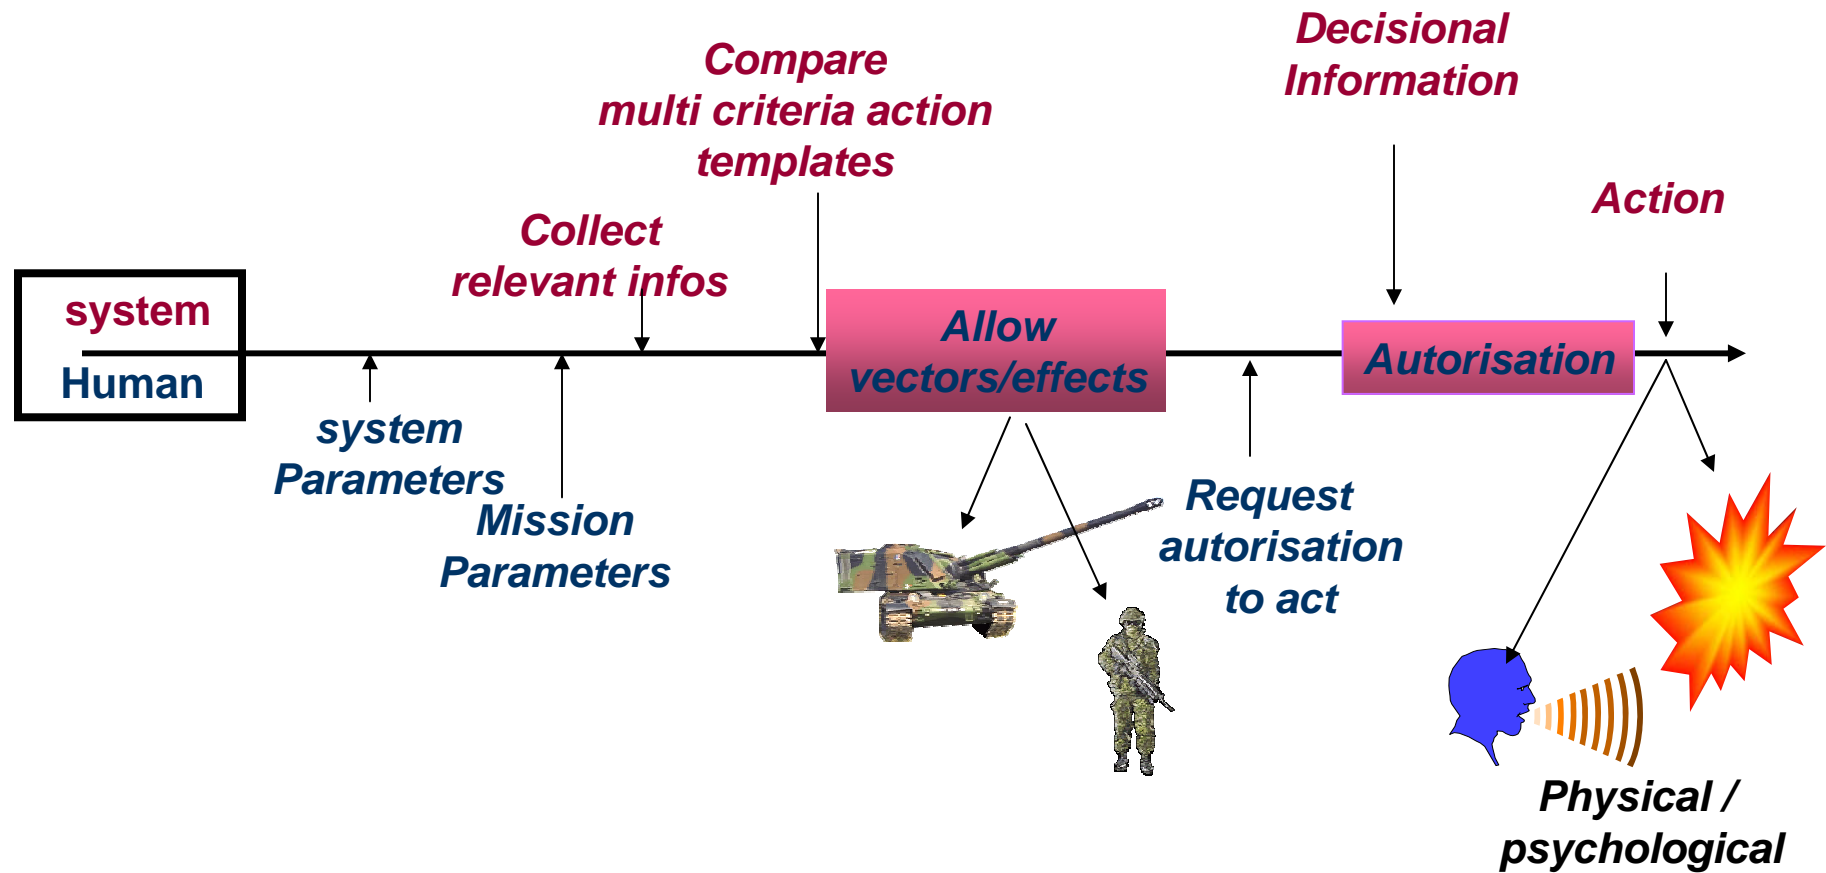 Decisional
Information
Compare
multi criteria action
templates
Action
Collect
relevant infos
system
Human
Allow
vectors/effects
Autorisation
system
Parameters
Mission
Parameters
Request
autorisation
to act
Physical /
psychological